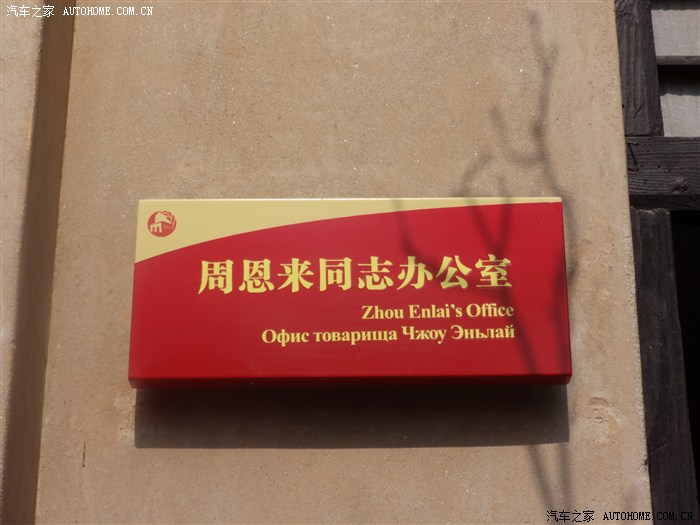 汽车之家 AUTOHOME.COM.CN
周恩来同志办公室
Zhou Enlai's Office
Офис товарища Чжоу Эньлай
汽车之家 AUTOHOME.COM.CN